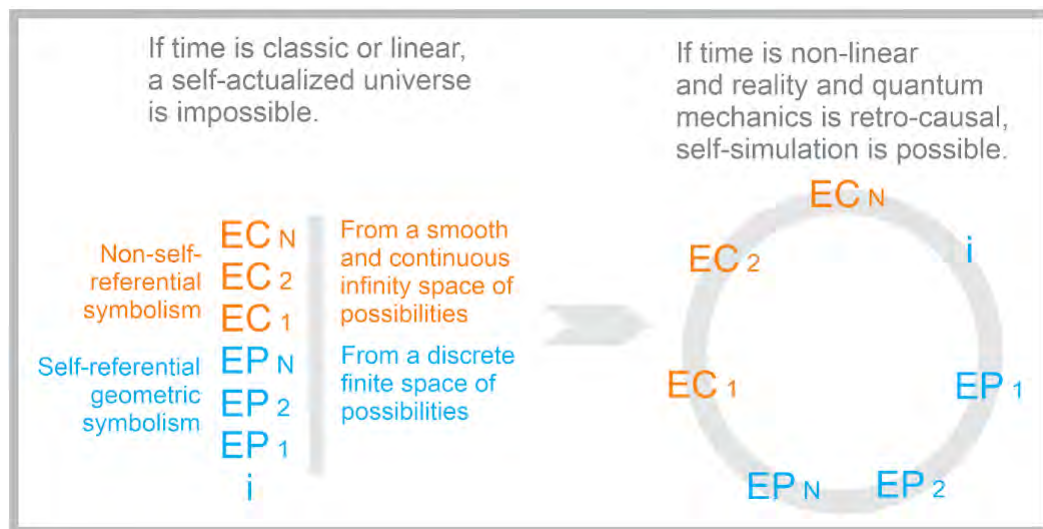 If time is classic or linear,
a self-actualized universe
is impossible.
If time is non-linear
and reality and quantum
mechanics is retro-causal,
self-simulation is possible.
Non-self-
referential
symbolism
Self-referential
geometric
symbolism
EC N
EC 2
EC 1
EP N
EP 2
EP 1
i
From a smooth
and continuous
infinity space of
possibilities
From a discrete
finite space of
possibilities
EC N
i
EP 1
EP 2
EP N
EC 1
EC 2